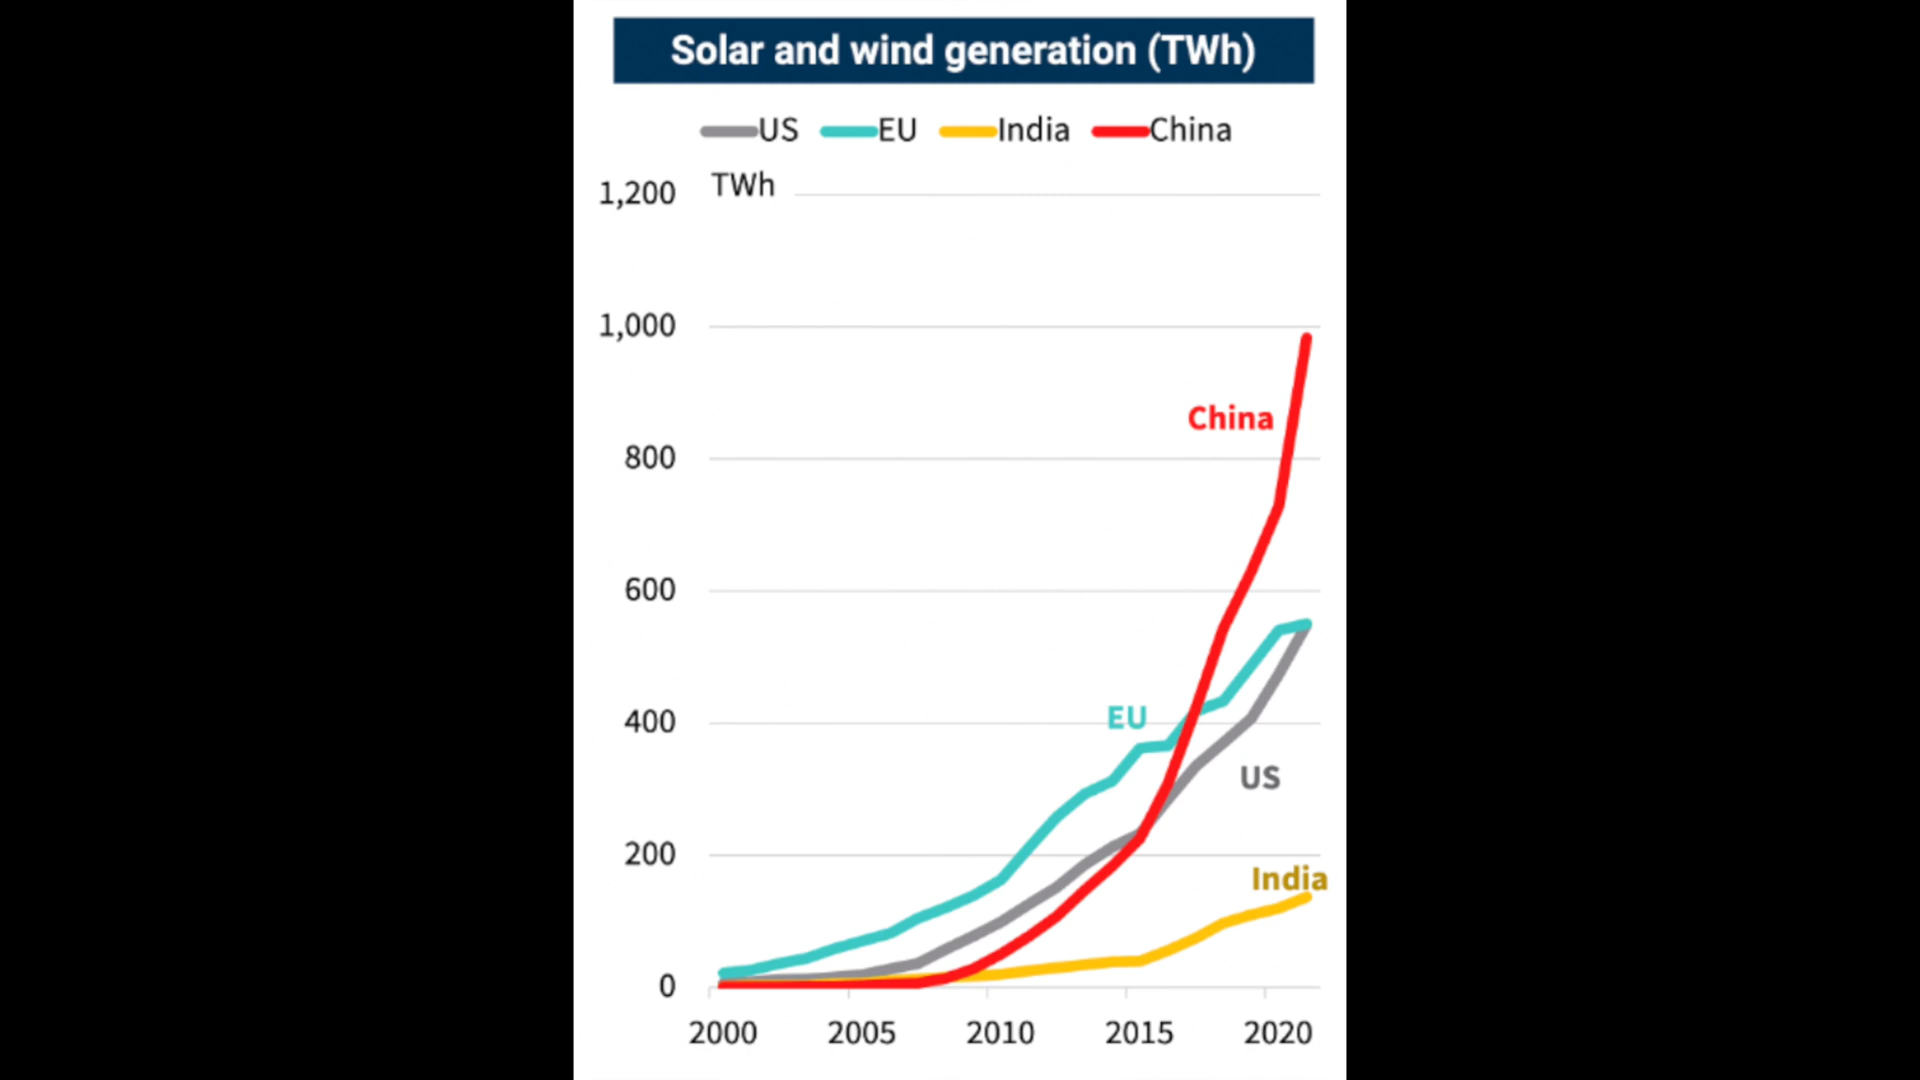 Solar and wind generation (TWh)
US EU India China
TWh
1,200
1,000
China
800
600
EU
400
US
200
India
0
2000 2005 2010 2015 2020